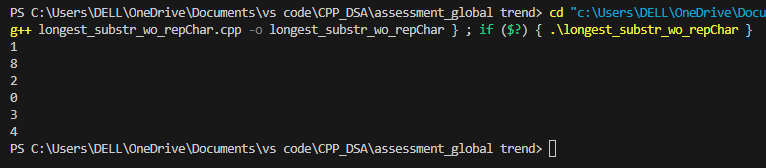 PS C:\Users\DELL\OneDrive\Documents\vs code\CPP_DSA\assessment_global trend> cd "c:\Users\DELL\OneDrive\Docu
g++ longest_substr_wo_repChar.cpp -o longest_substr_wo_repChar } ; if ($?) { .\longest_substr_wo_repChar }
1
8
2
0
3
4
PS C:\Users\DELL\OneDrive\Documents\vs code\CPP_DSA\assessment_global trend>